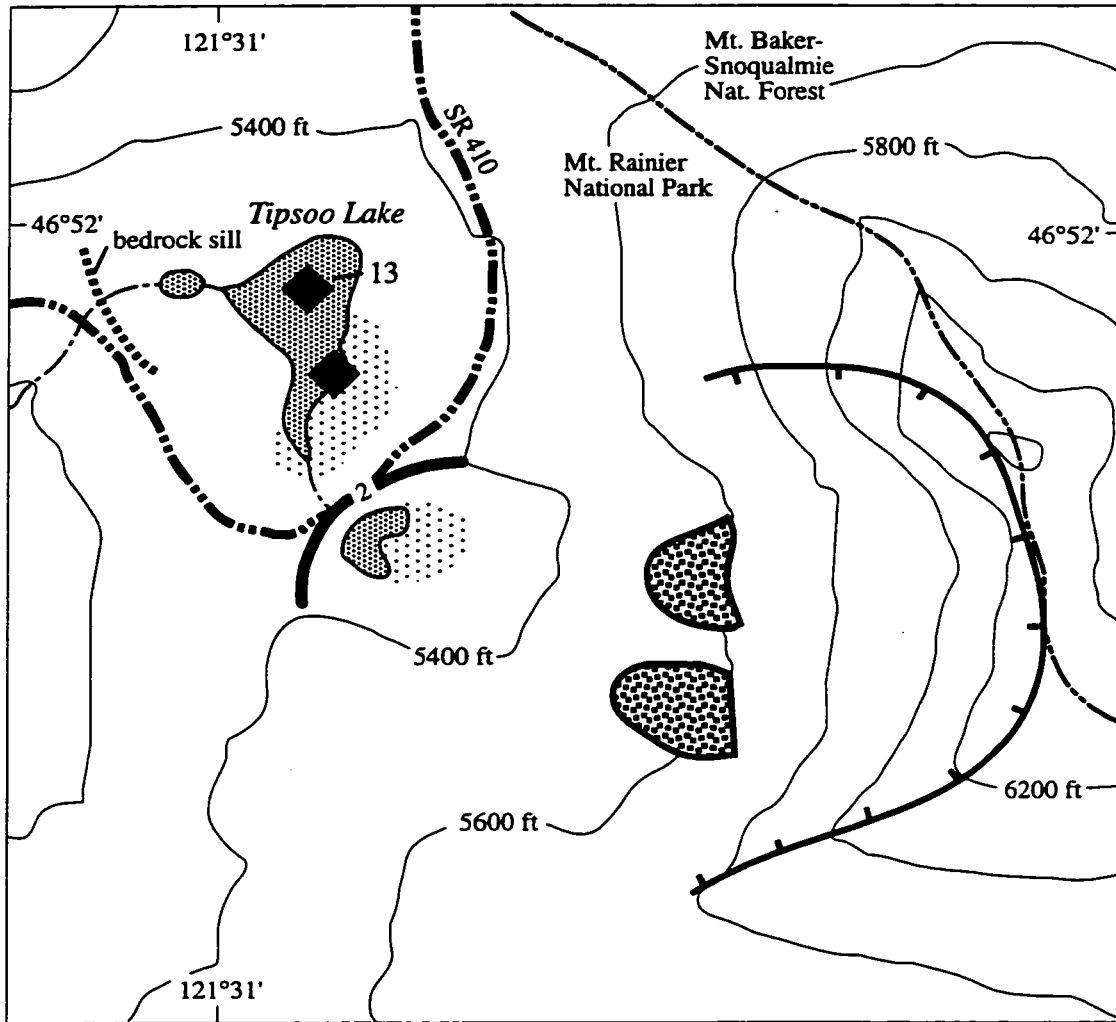 121°31'
Mt. Baker-
Snoqualmie
Nat. Forest
5400 ft
SR 410
5800 ft
Mt. Rainier
National Park
46°52'
Tipsoo Lake
46°52'
bedrock sill
13
2
5400 ft
6200 ft
5600 ft
121°31'